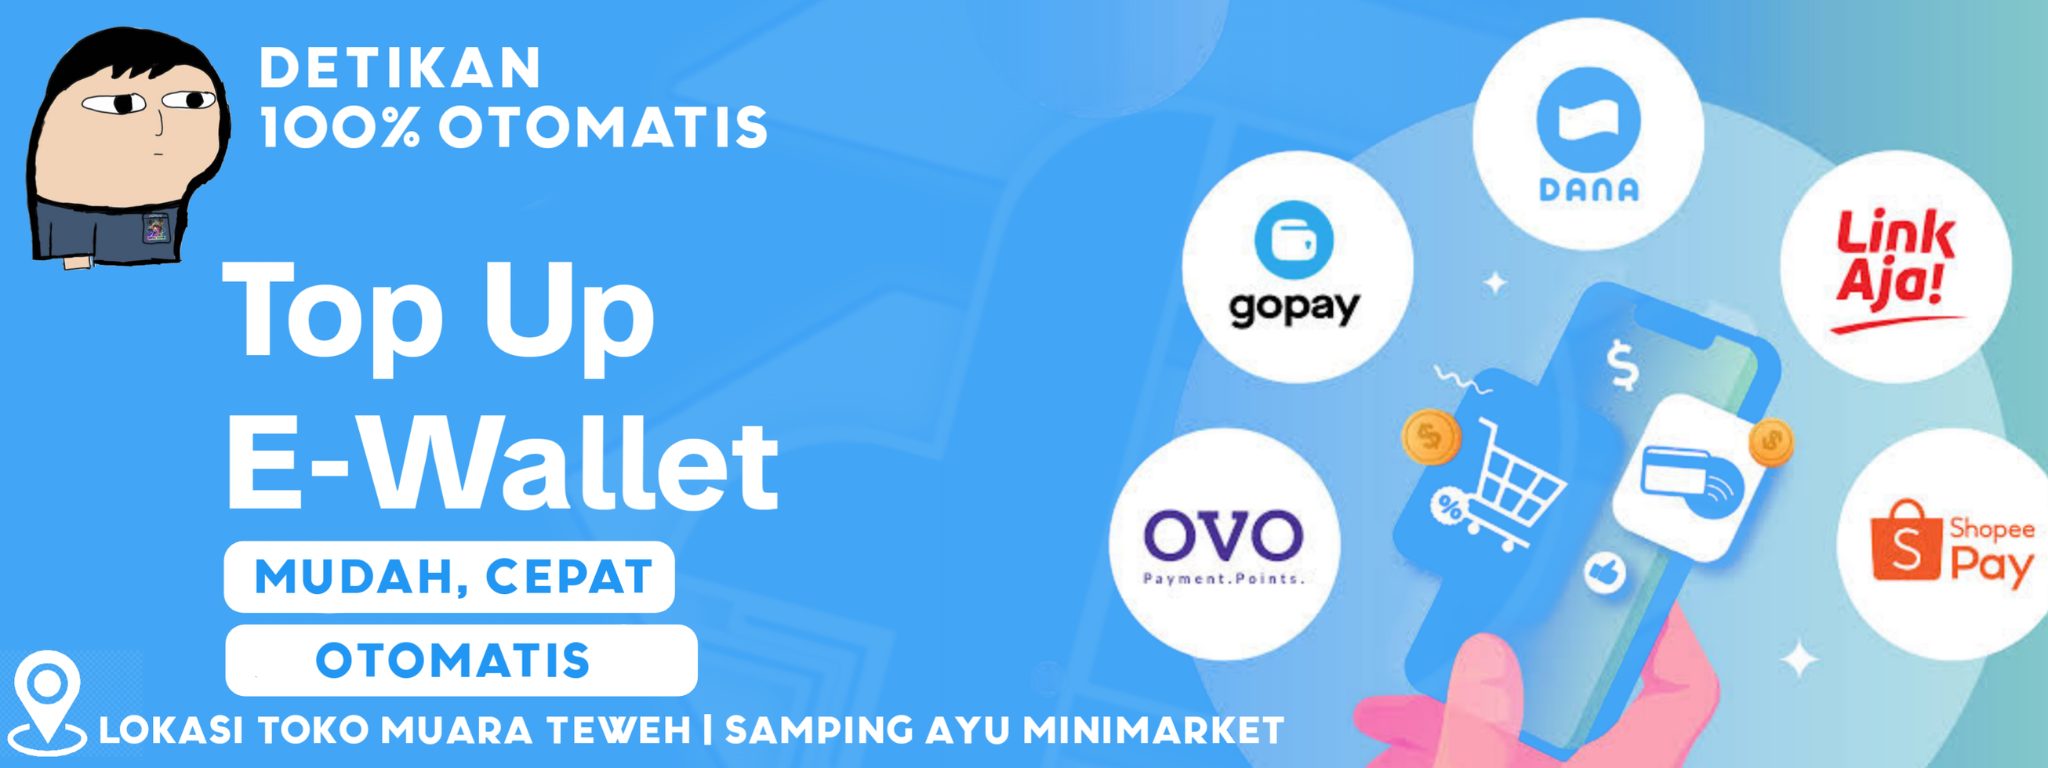 DETIKAN
100% OTOMATIS
Top Up
E-Wallet
MUDAH, CEPAT
OTOMATIS
LOKASI TOKO MUARA TEWEH | SAMPING AYU MINIMARKET
DANA
gopay
Link
Aja!
OVO
Payment.Points.
S
Shopee
Pay
$
%